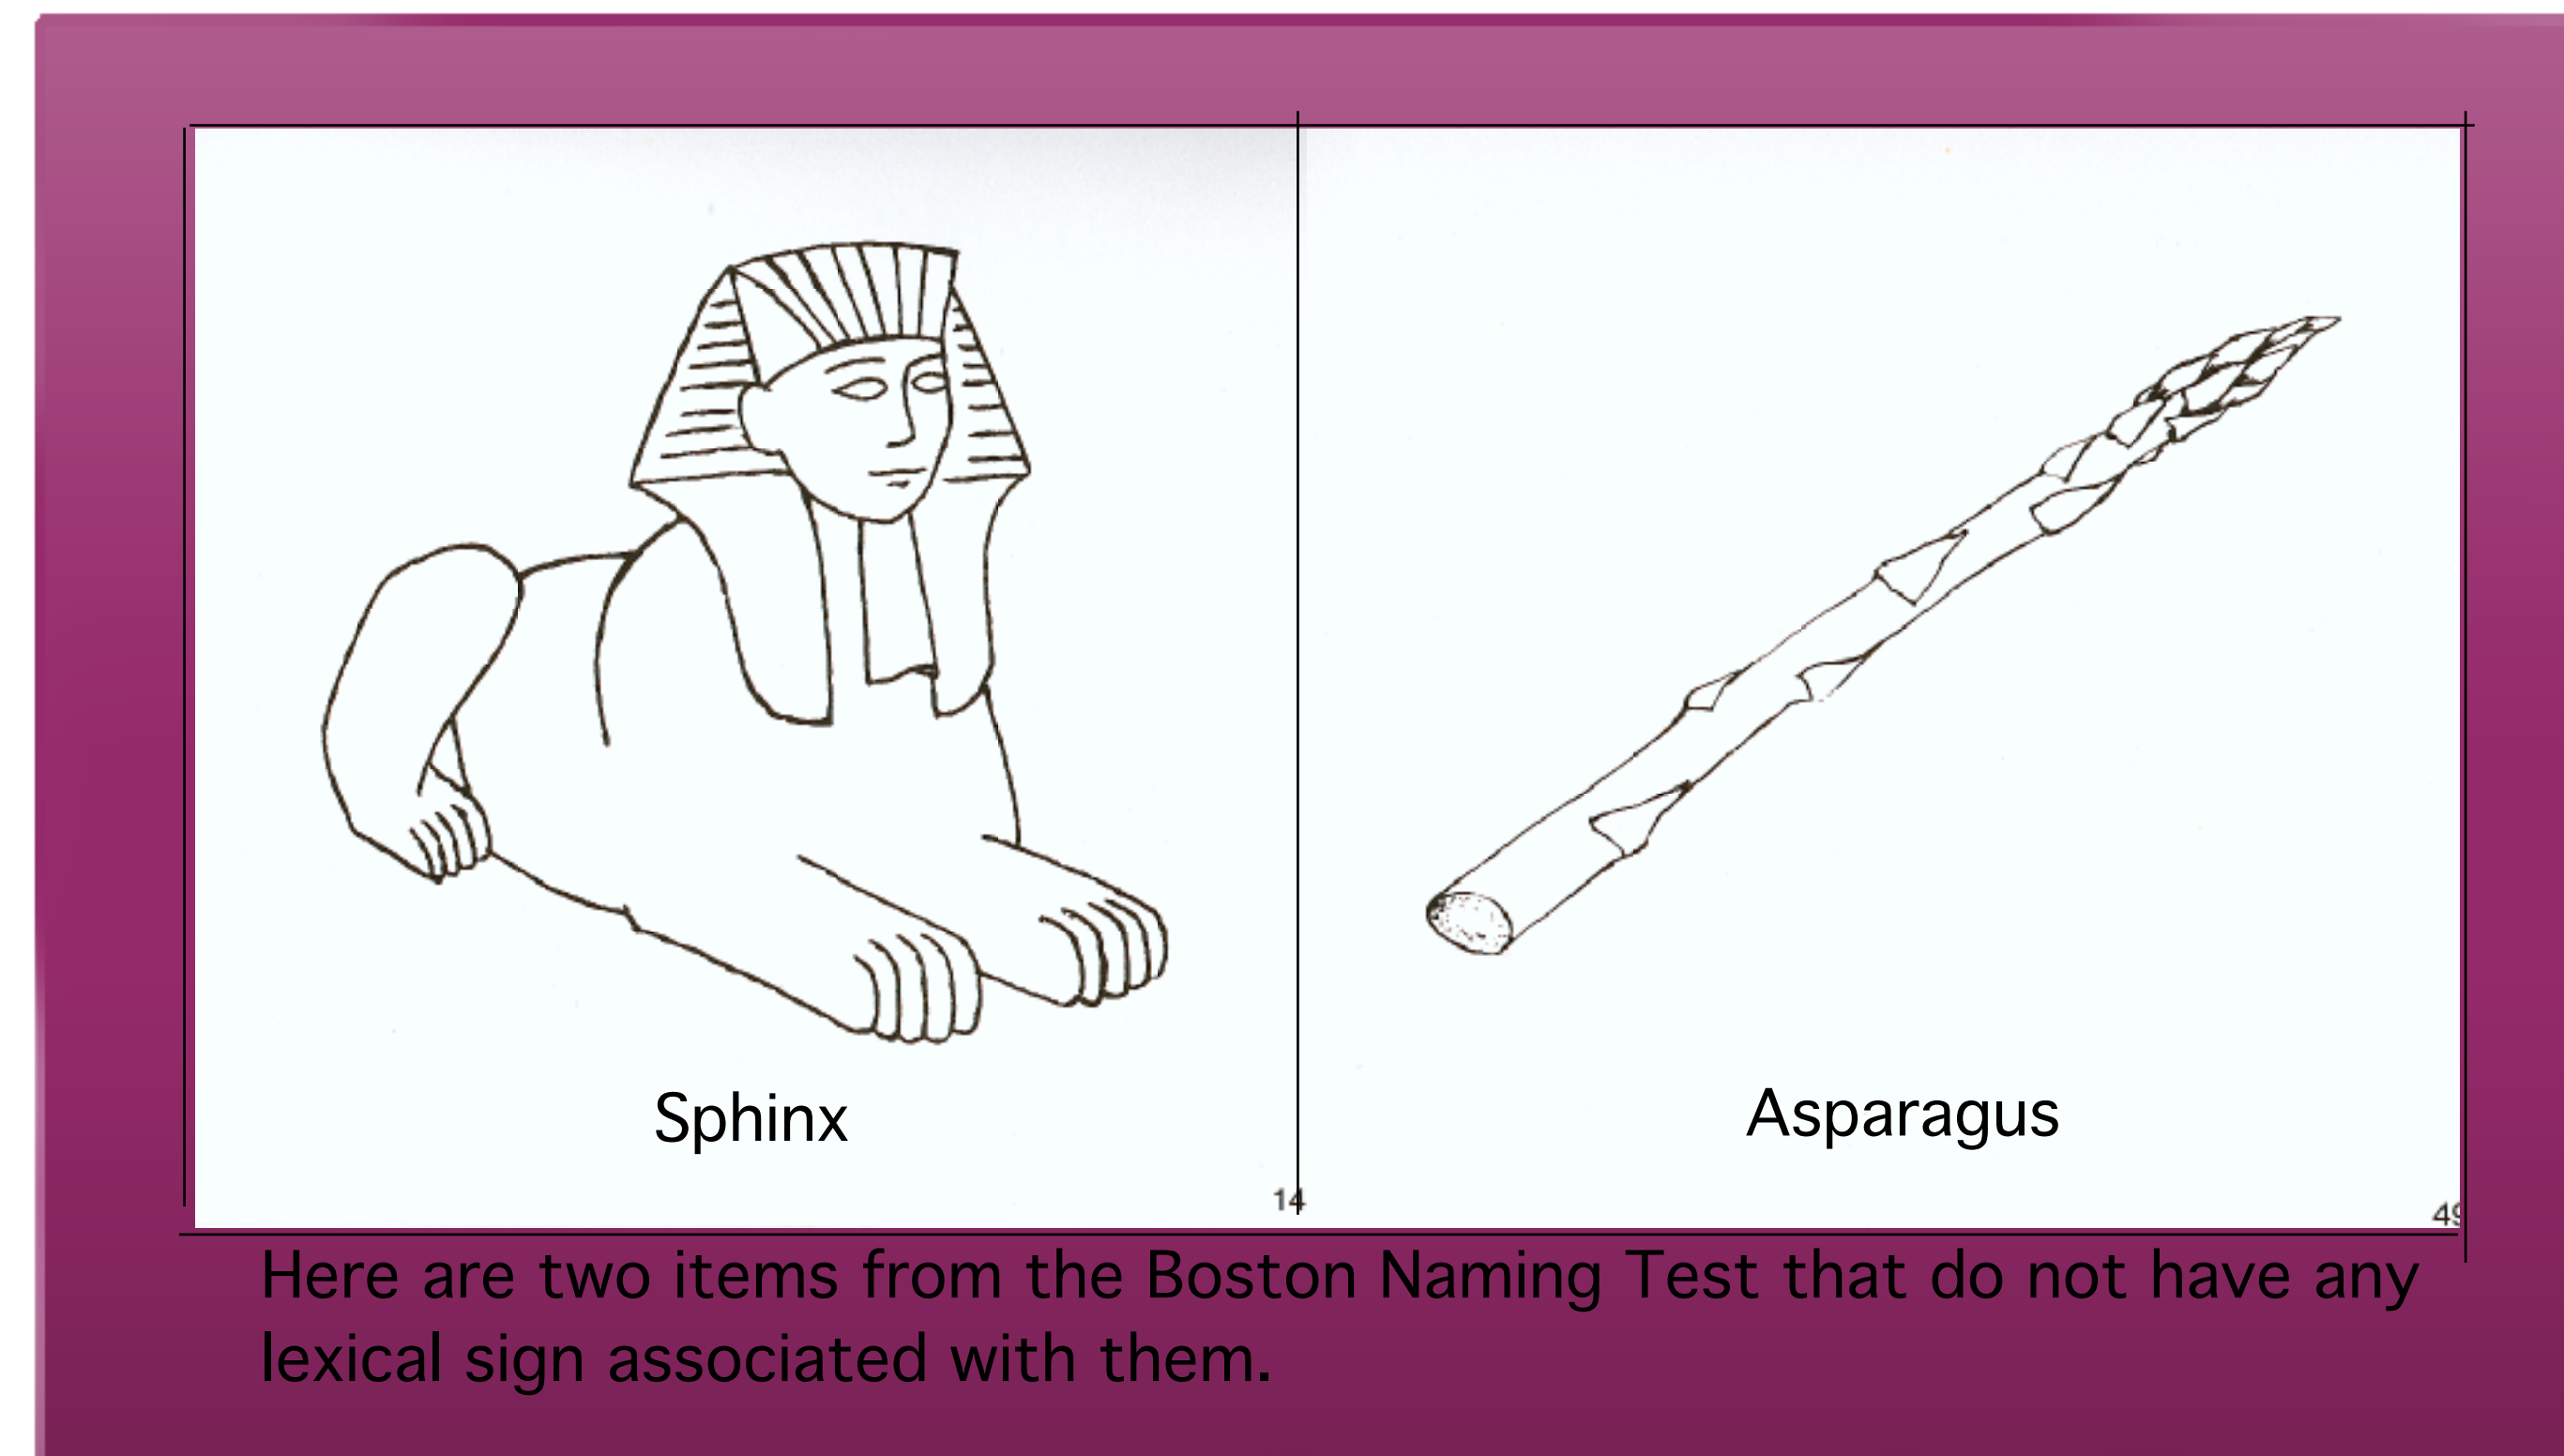 Sphinx
Asparagus
14
49
Here are two items from the Boston Naming Test that do not have any
lexical sign associated with them.